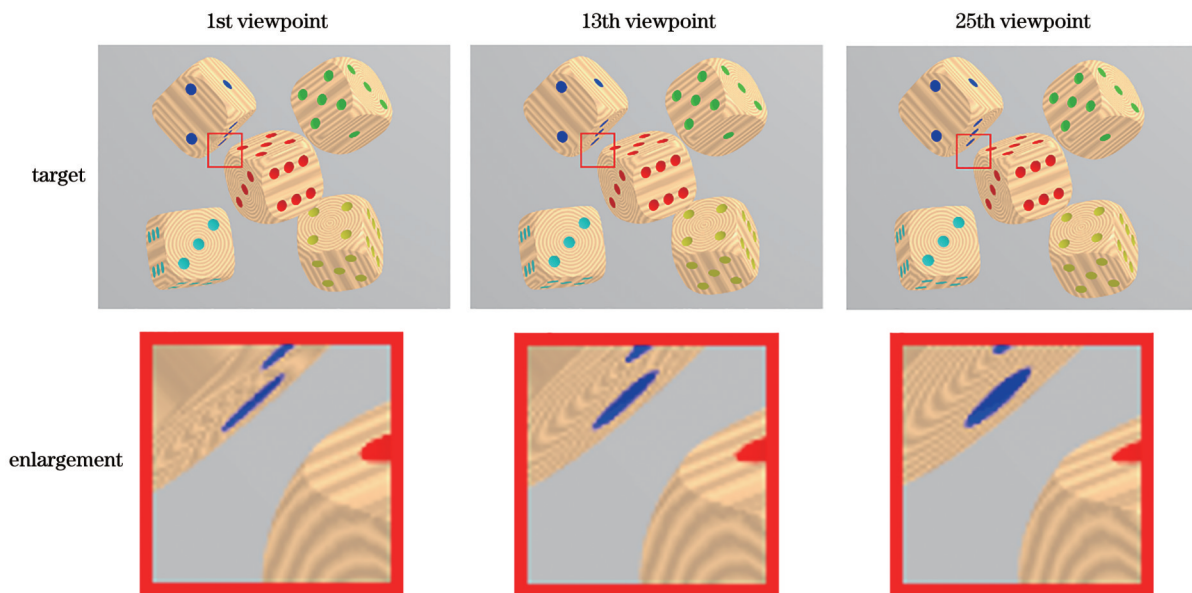 1st viewpoint
13th viewpoint
25th viewpoint
target
enlargement